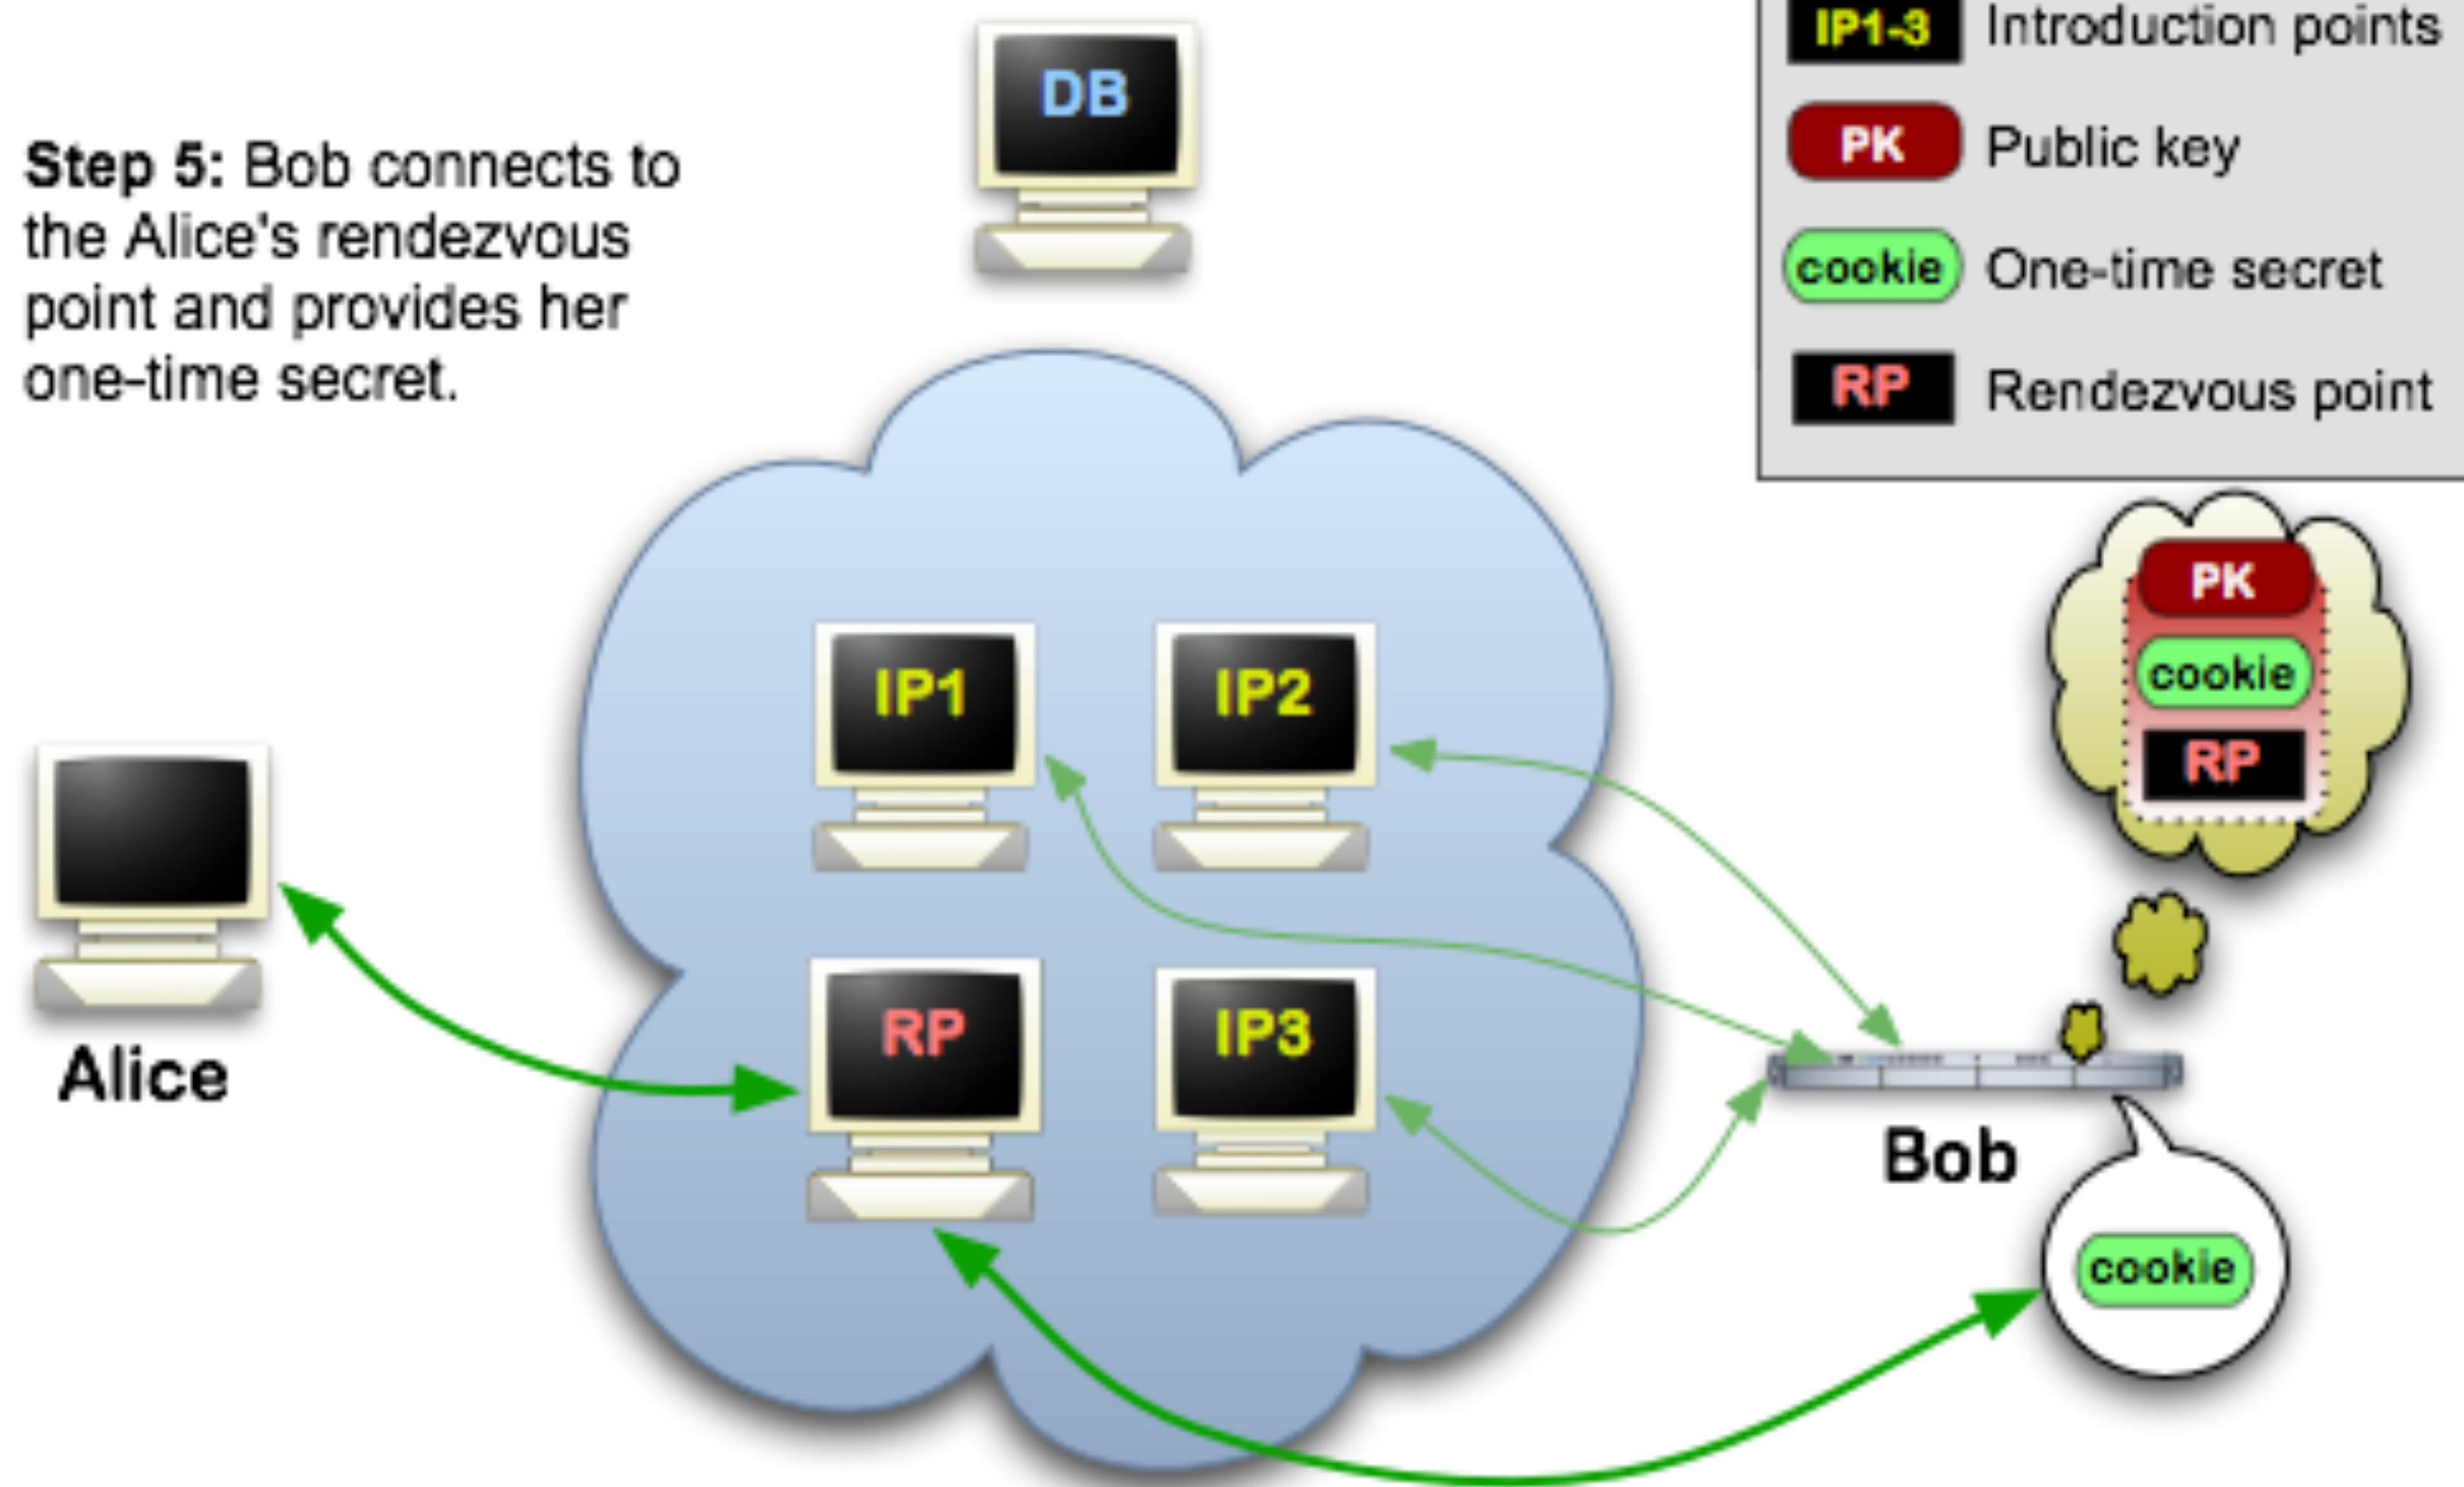 DB
Step 5: Bob connects to
the Alice's rendezvous
point and provides her
one-time secret.
IP1-3 Introduction points
PK Public key
cookie One-time secret
RP Rendezvous point
PK
cookie
RP
IP1
IP2
RP
IP3
Alice
Bob
cookie